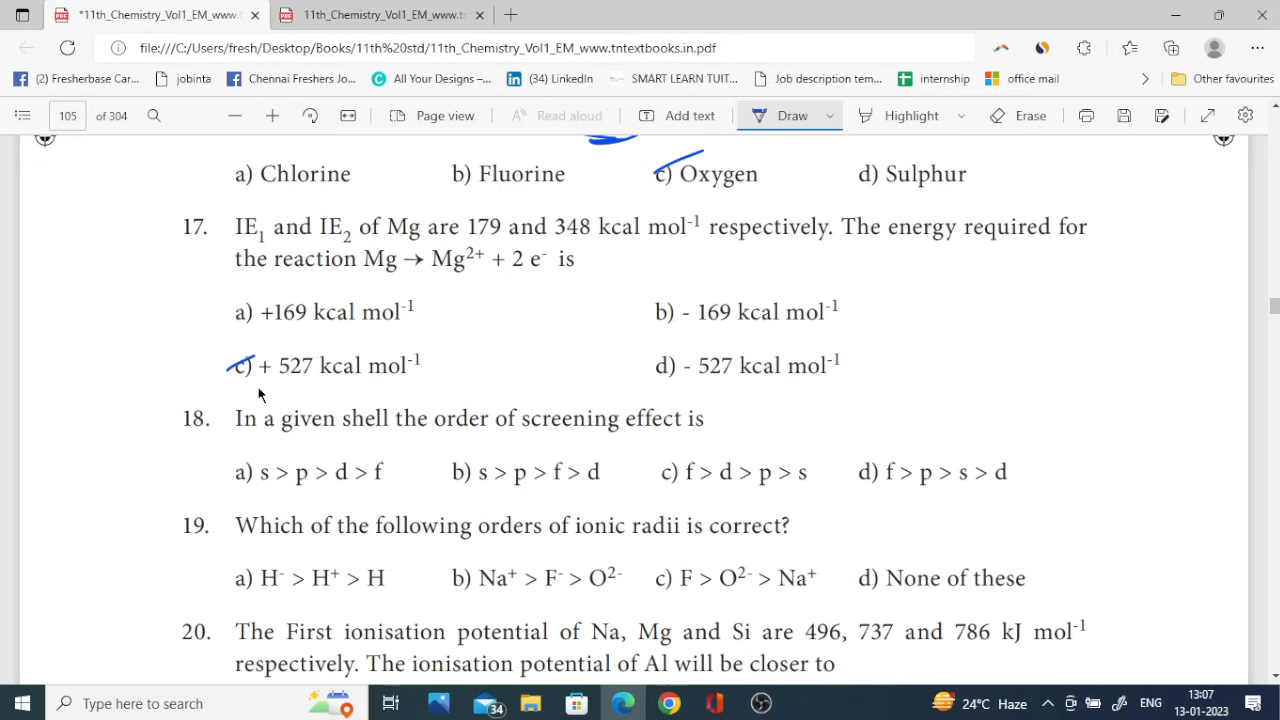 *11th_Chemistry_Vol1_EM_www.t
11th_Chemistry_Vol1_EM_www.tr
file:///C:/Users/fresh/Desktop/Books/11th%20std/11th_Chemistry_Vol1_EM_www.tntextbooks.in.pdf
(2) Fresherbase Car... jobinta Chennai Freshers Jo... All Your Designs –... (34) LinkedIn SMART LEARN TUIT... Job description tem... internship office mail Other favourites
105 of 304 Page view Read aloud Add text Draw Highlight Erase
a) Chlorine b) Fluorine c) Oxygen d) Sulphur
17. IE₁ and IE₂ of Mg are 179 and 348 kcal mol⁻¹ respectively. The energy required for
the reaction Mg → Mg²⁺ + 2 e⁻ is
a) +169 kcal mol⁻¹ b) - 169 kcal mol⁻¹
c) + 527 kcal mol⁻¹ d) - 527 kcal mol⁻¹
18. In a given shell the order of screening effect is
a) s > p > d > f b) s > p > f > d c) f > d > p > s d) f > p > s > d
19. Which of the following orders of ionic radii is correct?
a) H⁻ > H⁺ > H b) Na⁺ > F⁻ > O²⁻ c) F > O²⁻ > Na⁺ d) None of these
20. The First ionisation potential of Na, Mg and Si are 496, 737 and 786 kJ mol⁻¹
respectively. The ionisation potential of Al will be closer to
Type here to search 34 24°C Haze ENG 13:07
13-01-2023